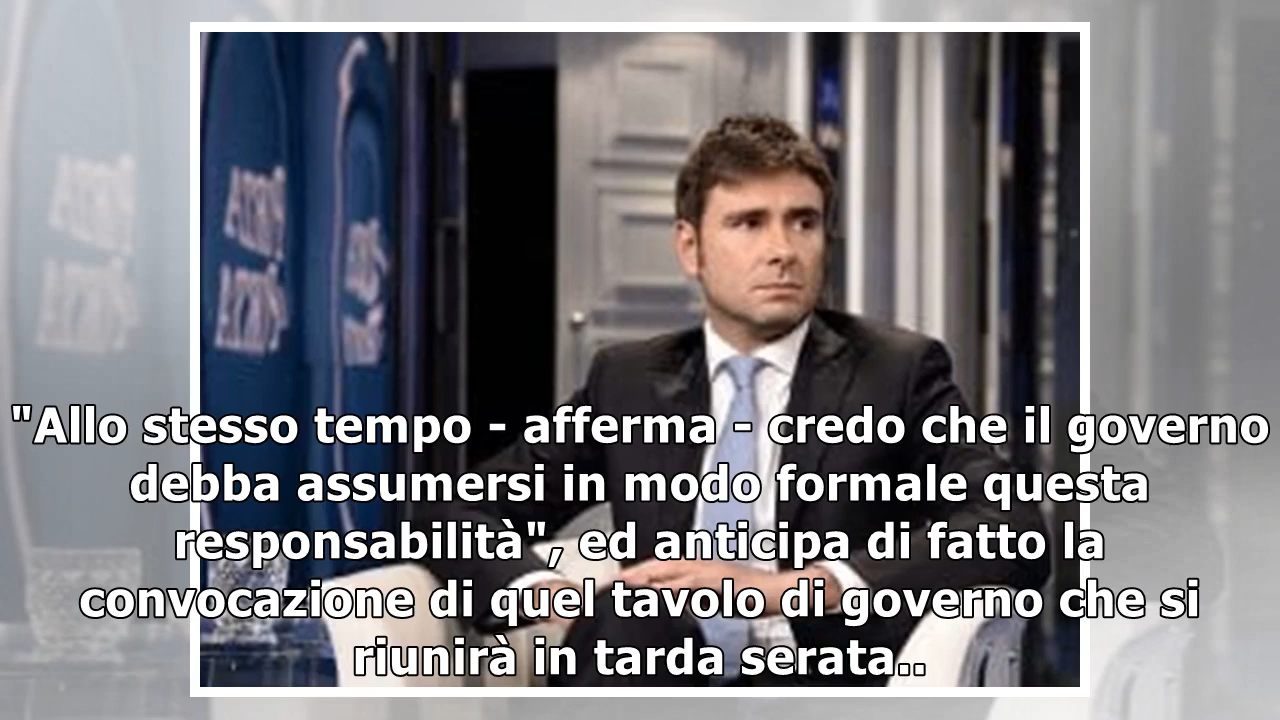 "Allo stesso tempo - afferma - credo che il governo
debba assumersi in modo formale questa
responsabilità", ed anticipa di fatto la
convocazione di quel tavolo di governo che si
riunirà in tarda serata..